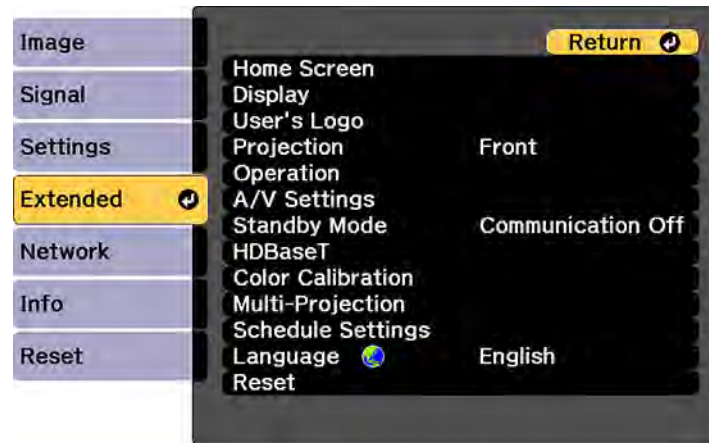 Image
Signal
Settings
Extended
Network
Info
Reset
Return
Home Screen
Display
User's Logo
Projection Front
Operation
A/V Settings
Standby Mode Communication Off
HDBaseT
Color Calibration
Multi-Projection
Schedule Settings
Language English
Reset